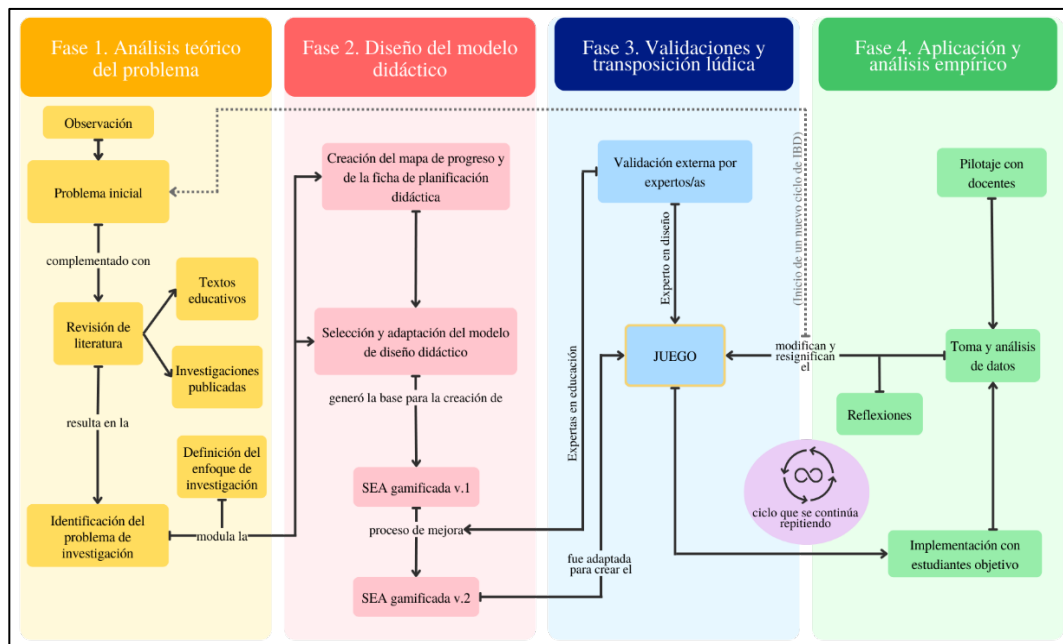 Fase 1. Análisis teórico
del problema
Observación
Problema inicial
complementado con
Textos
educativos
Revisión de
literatura
Investigaciones
publicadas
resulta en la
Definición del
enfoque de
investigación
Identificación del
problema de
investigación
modula la
Fase 2. Diseño del modelo
didáctico
Creación del mapa de progreso y
de la ficha de planificación
didáctica
Selección y adaptación del modelo
de diseño didáctico
generó la base para la creación de
SEA gamificada v.1
proceso de mejora
SEA gamificada v.2
Fase 3. Validaciones y
transposición lúdica
Validación externa por
expertos/as
Experto en diseño
Expertas en educación
JUEGO
fue adaptada
para crear el
(Inicio de un nuevo ciclo de IBD)
modifican y
resignifican
el
ciclo que se continúa
repitiendo
Fase 4. Aplicación y
análisis empírico
Pilotaje con
docentes
Toma y análisis
de datos
Reflexiones
Implementación con
estudiantes objetivo